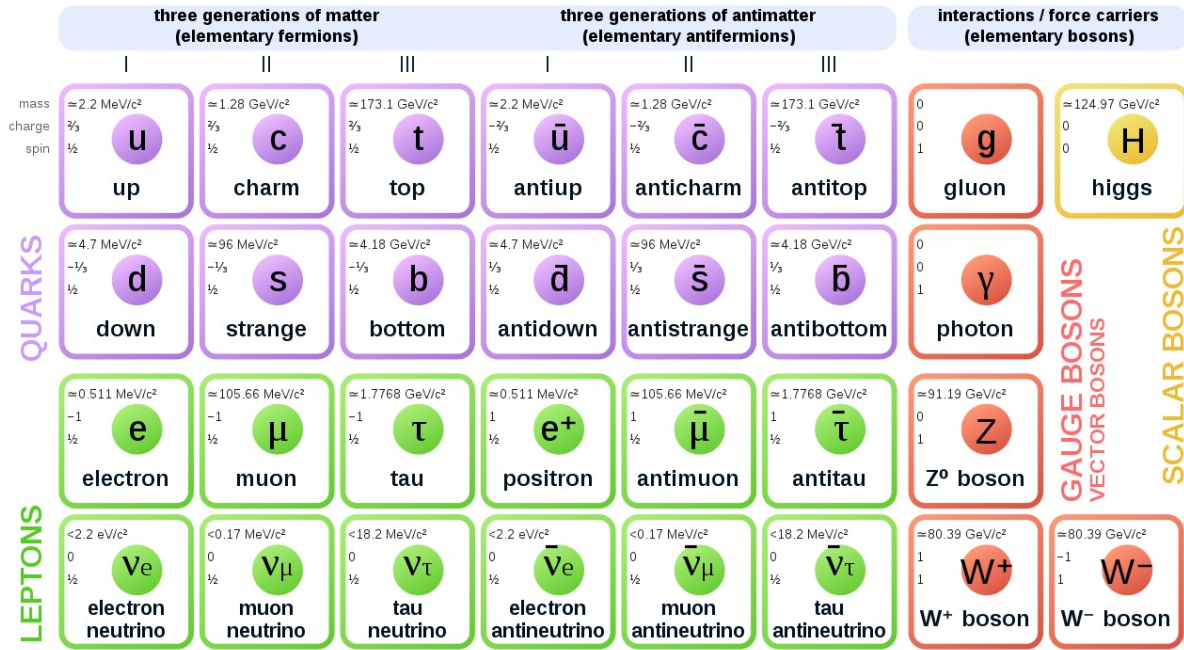 three generations of matter
(elementary fermions)
three generations of antimatter
(elementary antifermions)
interactions / force carriers
(elementary bosons)
I II III I II III
mass
charge
spin
≃2.2 MeV/c²
⅔
½
u
up
≃1.28 GeV/c²
⅔
½
c
charm
≃173.1 GeV/c²
⅔
½
t
top
≃2.2 MeV/c²
−⅔
½
ū
antiup
≃1.28 GeV/c²
−⅔
½
c̄
anticharm
≃173.1 GeV/c²
−⅔
½
t̄
antitop
0
0
1
g
gluon
≃124.97 GeV/c²
0
0
H
higgs
QUARKS
≃4.7 MeV/c²
−⅓
½
d
down
≃96 MeV/c²
−⅓
½
s
strange
≃4.18 GeV/c²
−⅓
½
b
bottom
≃4.7 MeV/c²
⅓
½
d̄
antidown
≃96 MeV/c²
⅓
½
s̄
antistrange
≃4.18 GeV/c²
⅓
½
b̄
antibottom
0
0
1
γ
photon
GAUGE BOSONS
VECTOR BOSONS
SCALAR BOSONS
LEPTONS
≃0.511 MeV/c²
−1
½
e
electron
≃105.66 MeV/c²
−1
½
μ
muon
≃1.7768 GeV/c²
−1
½
τ
tau
≃0.511 MeV/c²
1
½
e⁺
positron
≃105.66 MeV/c²
1
½
μ̄
antimuon
≃1.7768 GeV/c²
1
½
τ̄
antitau
≃91.19 GeV/c²
0
1
Z
Z⁰ boson
<2.2 eV/c²
0
½
νe
electron
neutrino
<0.17 MeV/c²
0
½
νμ
muon
neutrino
<18.2 MeV/c²
0
½
ντ
tau
neutrino
<2.2 eV/c²
0
½
ν̄e
electron
antineutrino
<0.17 MeV/c²
0
½
ν̄μ
muon
antineutrino
<18.2 MeV/c²
0
½
ν̄τ
tau
antineutrino
≃80.39 GeV/c²
1
1
W⁺
W⁺ boson
≃80.39 GeV/c²
−1
1
W⁻
W⁻ boson